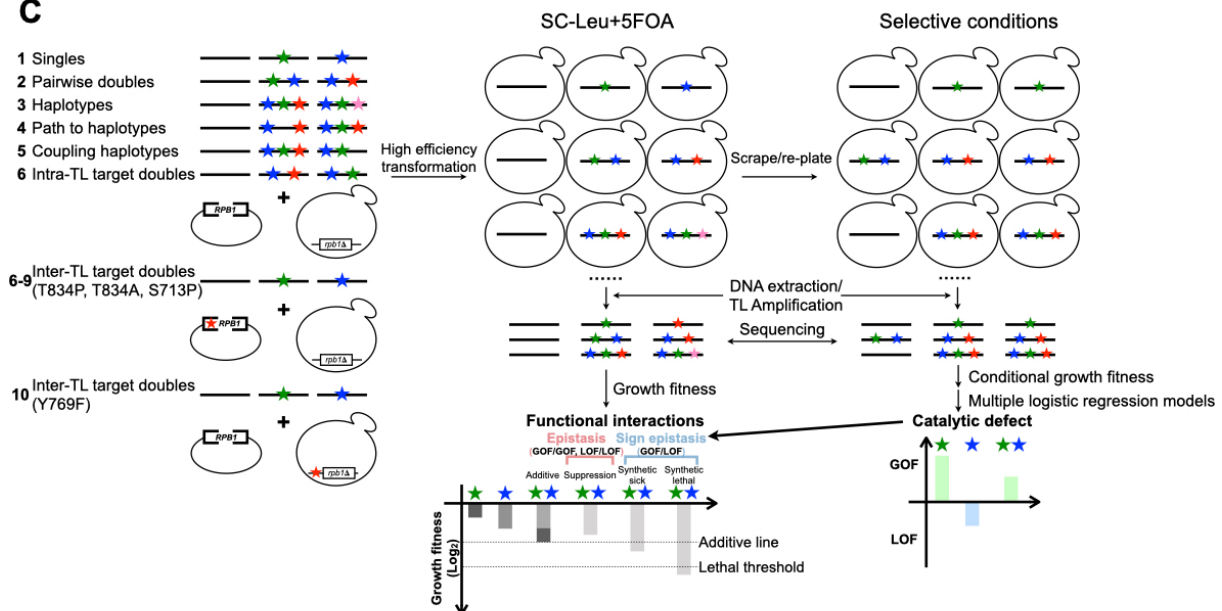 C
SC-Leu+5FOA
Selective conditions
1 Singles
2 Pairwise doubles
3 Haplotypes
4 Path to haplotypes
5 Coupling haplotypes
6 Intra-TL target doubles
High efficiency
transformation
Scrape/re-plate
+
RPB1
rpb1Δ
6-9 Inter-TL target doubles
(T834P, T834A, S713P)
+
RPB1
rpb1Δ
10 Inter-TL target doubles
(Y769F)
+
RPB1
rpb1Δ
......
......
DNA extraction/
TL Amplification
Sequencing
Growth fitness
Conditional growth fitness
Multiple logistic regression models
Functional interactions
Epistasis Sign epistasis
(GOF/GOF, LOF/LOF) (GOF/LOF)
Additive Suppression Synthetic sick Synthetic lethal
Growth fitness
(Log2)
Additive line
Lethal threshold
Catalytic defect
GOF
LOF